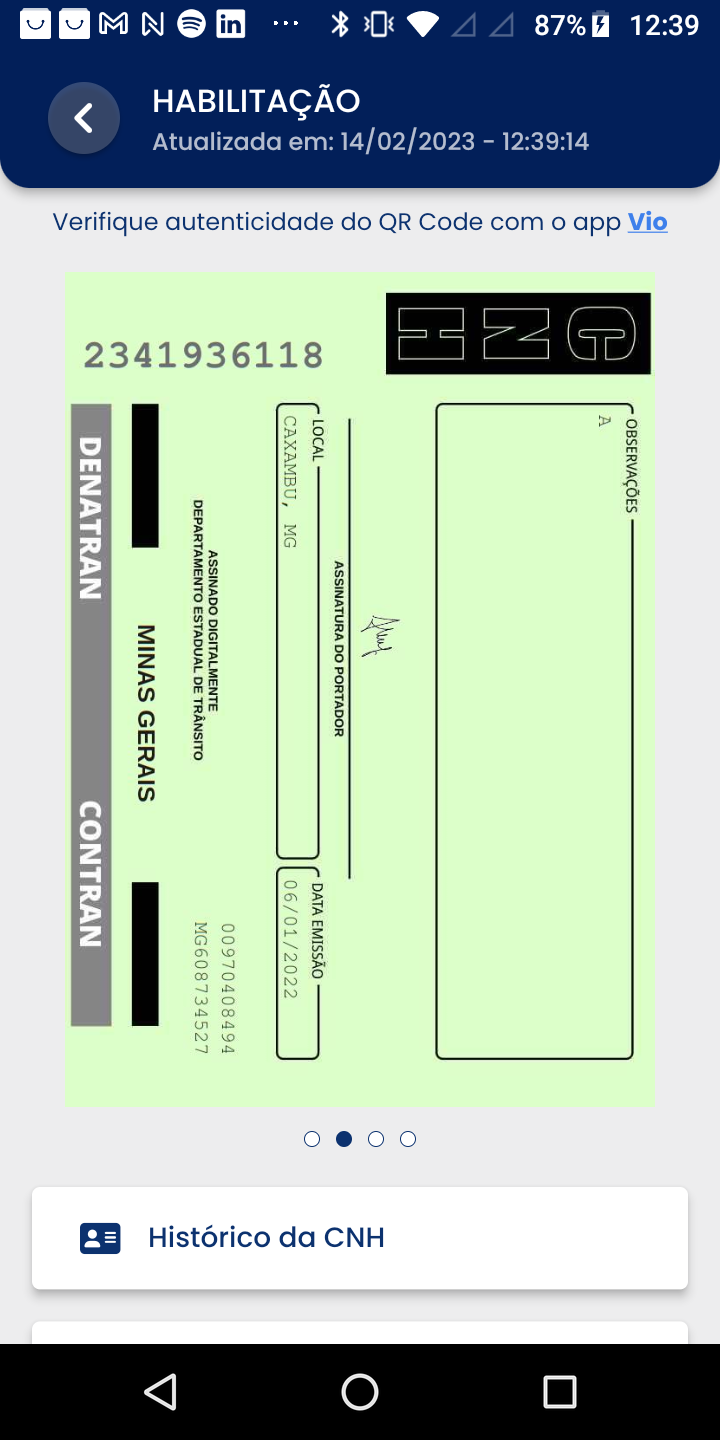 87% 12:39
HABILITAÇÃO
Atualizada em: 14/02/2023 - 12:39:14
Verifique autenticidade do QR Code com o app Vio
CNH
OBSERVAÇÕES
A
ASSINATURA DO PORTADOR
LOCAL
CAXAMBU, MG
DATA EMISSÃO
06/01/2022
ASSINADO DIGITALMENTE
DEPARTAMENTO ESTADUAL DE TRÂNSITO
00970408494
MG608734527
MINAS GERAIS
DENATRAN CONTRAN
2341936118
Histórico da CNH